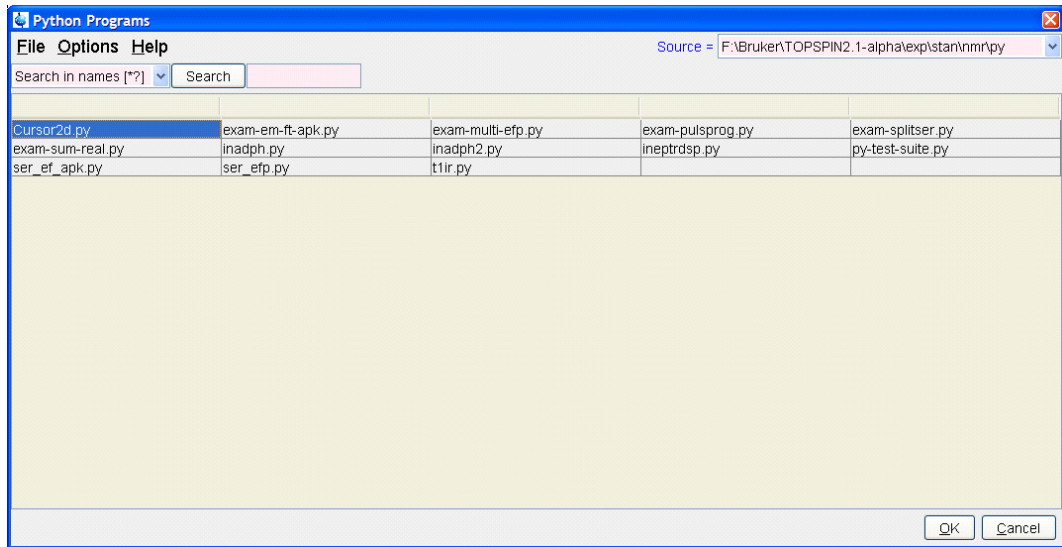 Python Programs
File Options Help Source = F:\Bruker\TOPSPIN2.1-alpha\exp\stan\nmr\py
Search in names [*?] Search
Cursor2d.py exam-em-ft-apk.py exam-multi-efp.py exam-pulsprog.py exam-splitser.py
exam-sum-real.py inadph.py inadph2.py ineptrdsp.py py-test-suite.py
ser_ef_apk.py ser_efp.py t1ir.py
OK Cancel